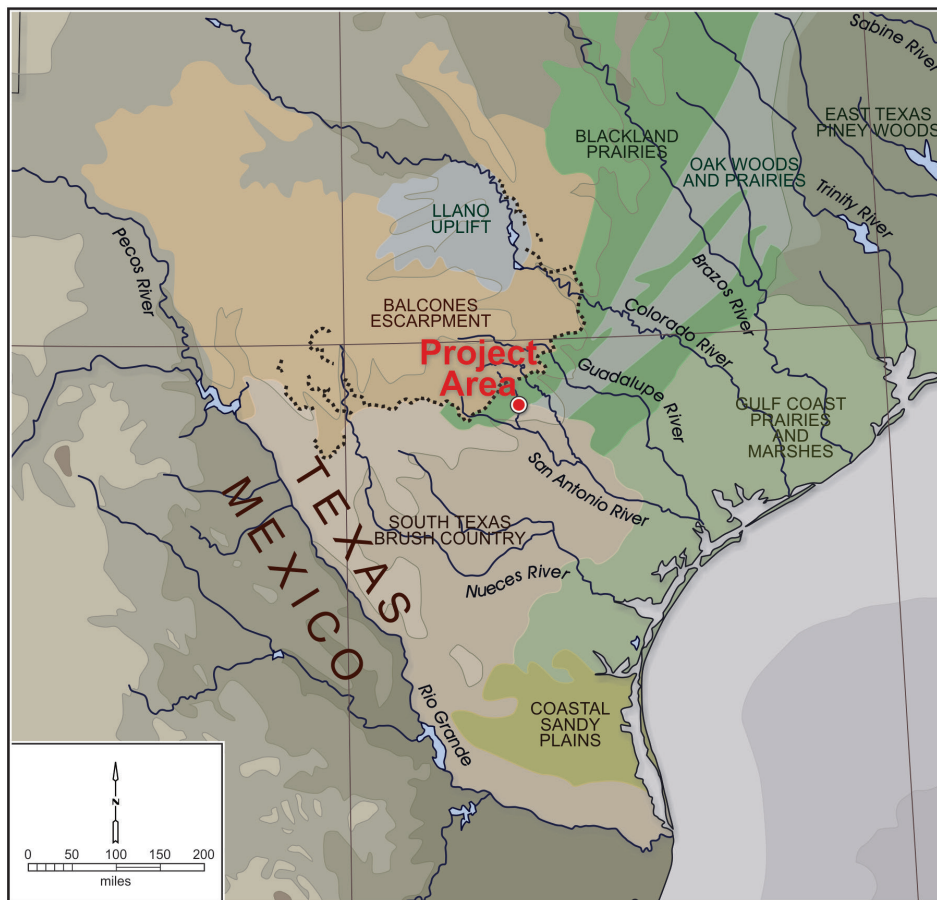 Sabine River
EAST TEXAS
PINEY WOODS
BLACKLAND
PRAIRIES
OAK WOODS
AND PRAIRIES
Trinity River
LLANO
UPLIFT
Pecos River
Brazos River
BALCONES
ESCARPMENT
Colorado River
Project
Area
Guadalupe River
GULF COAST
PRAIRIES
AND
MARSHES
San Antonio River
TEXAS
MEXICO
SOUTH TEXAS
BRUSH COUNTRY
Nueces River
Rio Grande
COASTAL
SANDY
PLAINS
N
0 50 100 150 200
miles